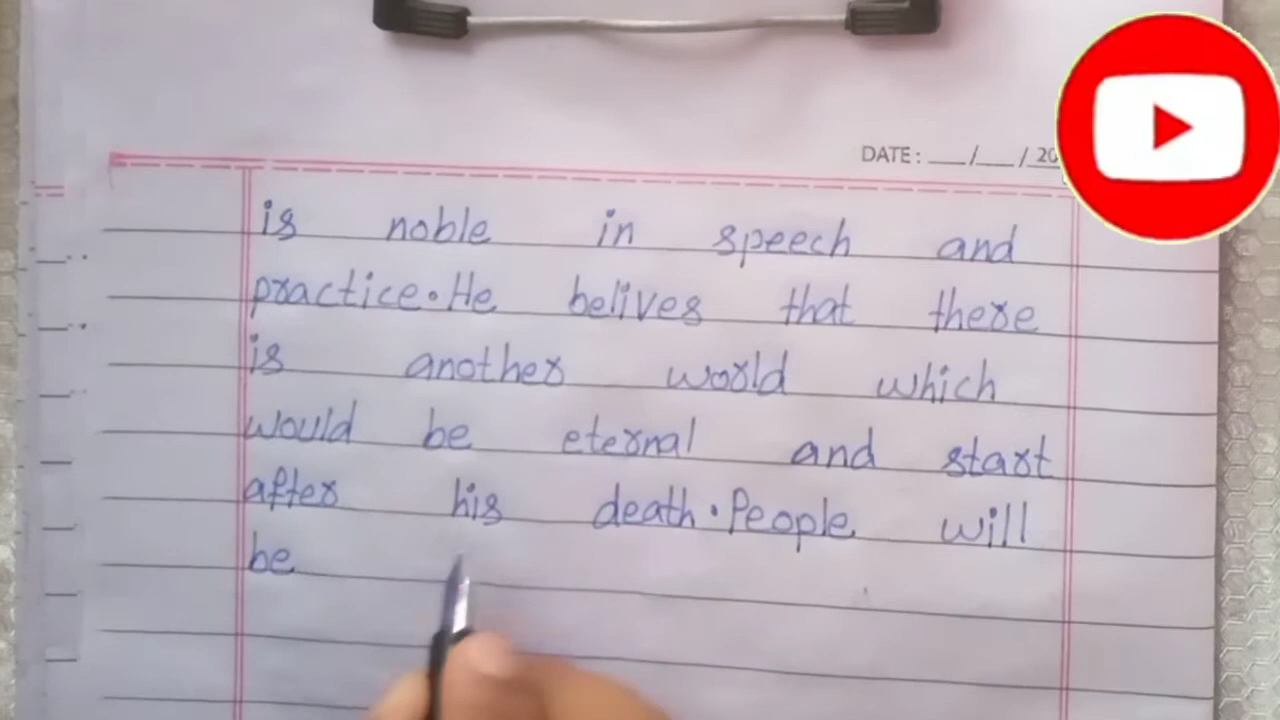 DATE: ___/___/20
is noble in speech and
practice. He belives that there
is another world which
would be eternal and start
after his death. People will
be